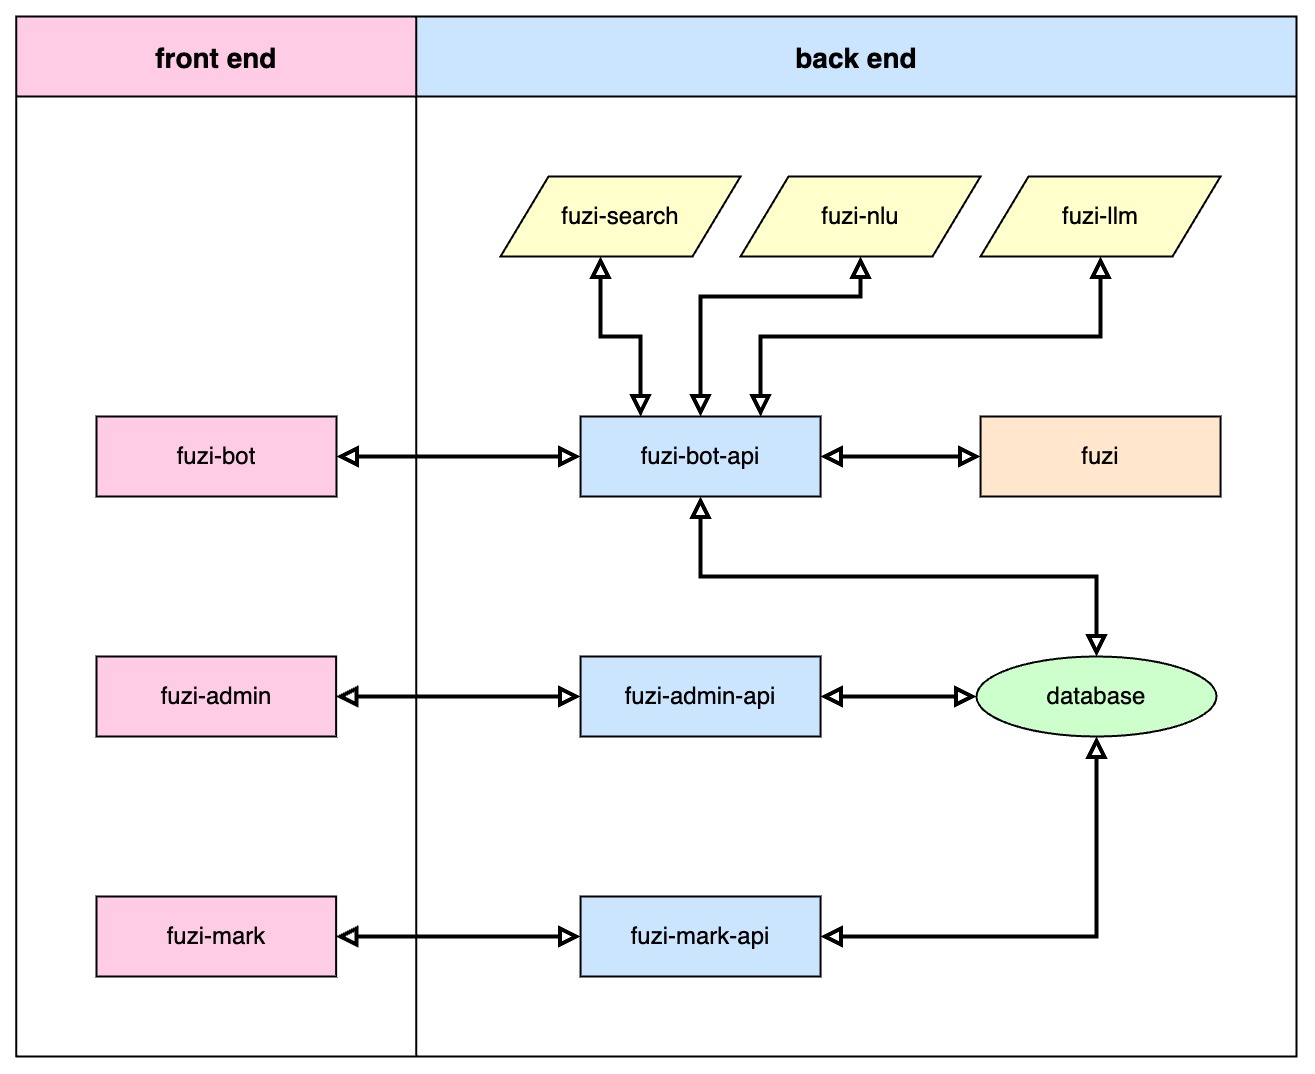 front end
back end
fuzi-search
fuzi-nlu
fuzi-llm
fuzi-bot
fuzi-bot-api
fuzi
fuzi-admin
fuzi-admin-api
database
fuzi-mark
fuzi-mark-api